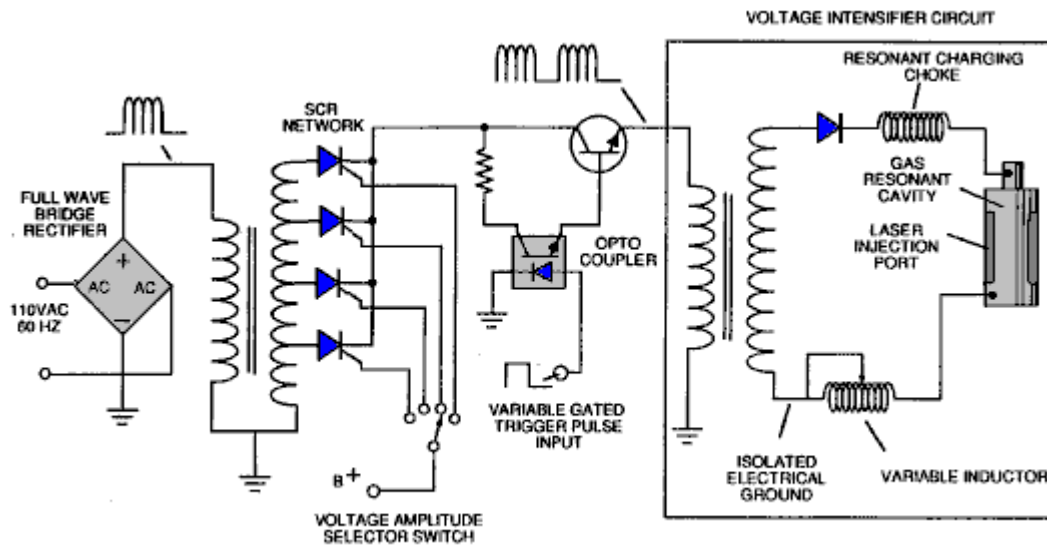 VOLTAGE INTENSIFIER CIRCUIT
RESONANT CHARGING
CHOKE
SCR
NETWORK
GAS
RESONANT
CAVITY
FULL WAVE
BRIDGE
RECTIFIER
OPTO
COUPLER
LASER
INJECTION
PORT
+
AC AC
−
110VAC
60 HZ
VARIABLE GATED
TRIGGER PULSE
INPUT
ISOLATED
ELECTRICAL
GROUND
VARIABLE INDUCTOR
B+
VOLTAGE AMPLITUDE
SELECTOR SWITCH